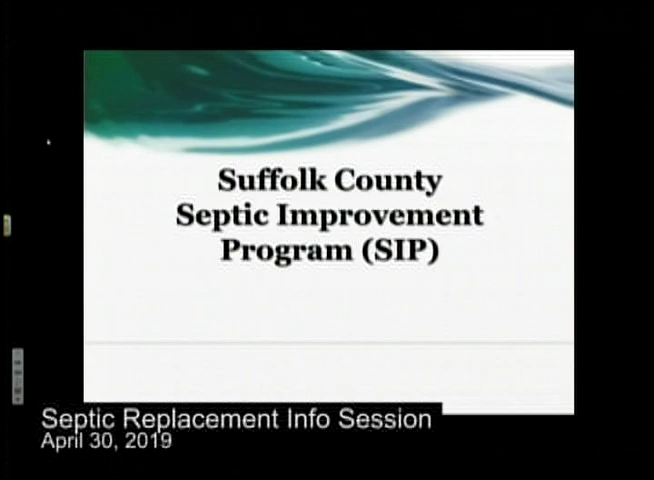 Suffolk County
Septic Improvement
Program (SIP)
Septic Replacement Info Session
April 30, 2019